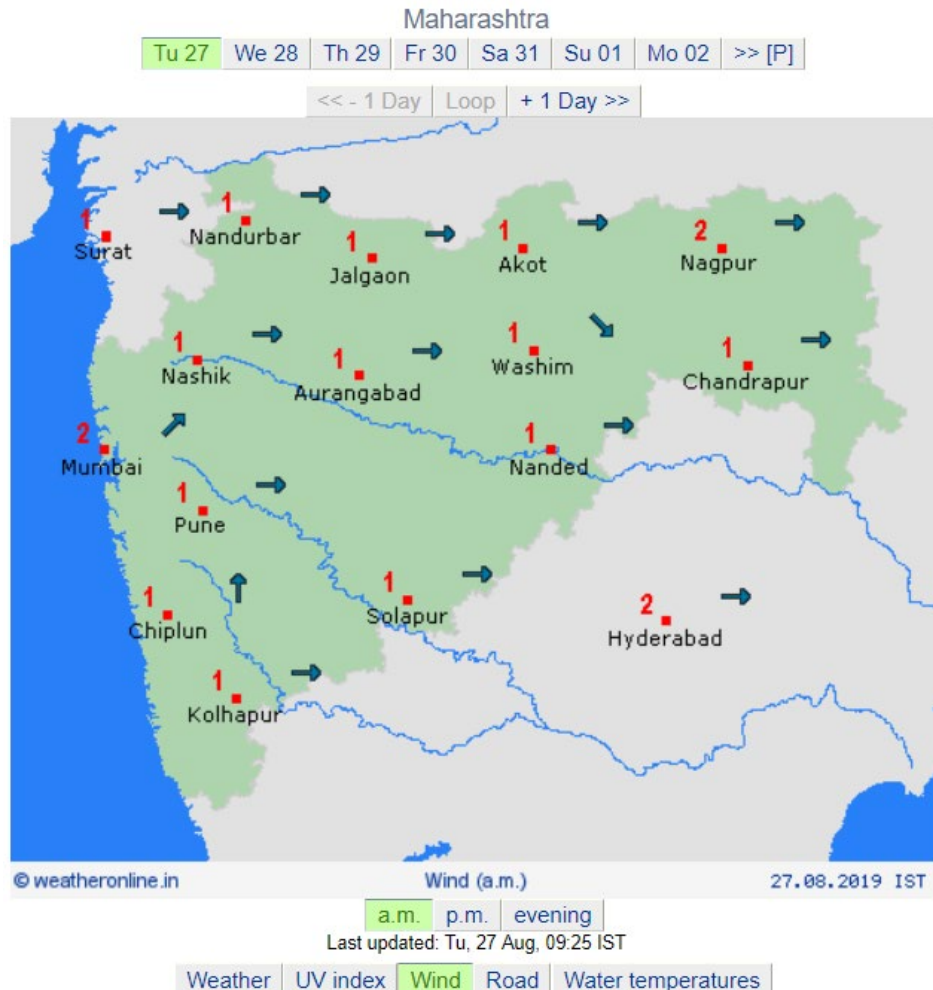 Maharashtra
Tu 27 We 28 Th 29 Fr 30 Sa 31 Su 01 Mo 02 >> [P]
<< - 1 Day Loop + 1 Day >>
1 Surat
1 Nandurbar
1 Jalgaon
1 Akot
2 Nagpur
1 Nashik
1 Aurangabad
1 Washim
1 Chandrapur
2 Mumbai
1 Nanded
1 Pune
1 Chiplun
1 Solapur
2 Hyderabad
1 Kolhapur
© weatheronline.in Wind (a.m.) 27.08.2019 IST
a.m. p.m. evening
Last updated: Tu, 27 Aug, 09:25 IST
Weather UV index Wind Road Water temperatures